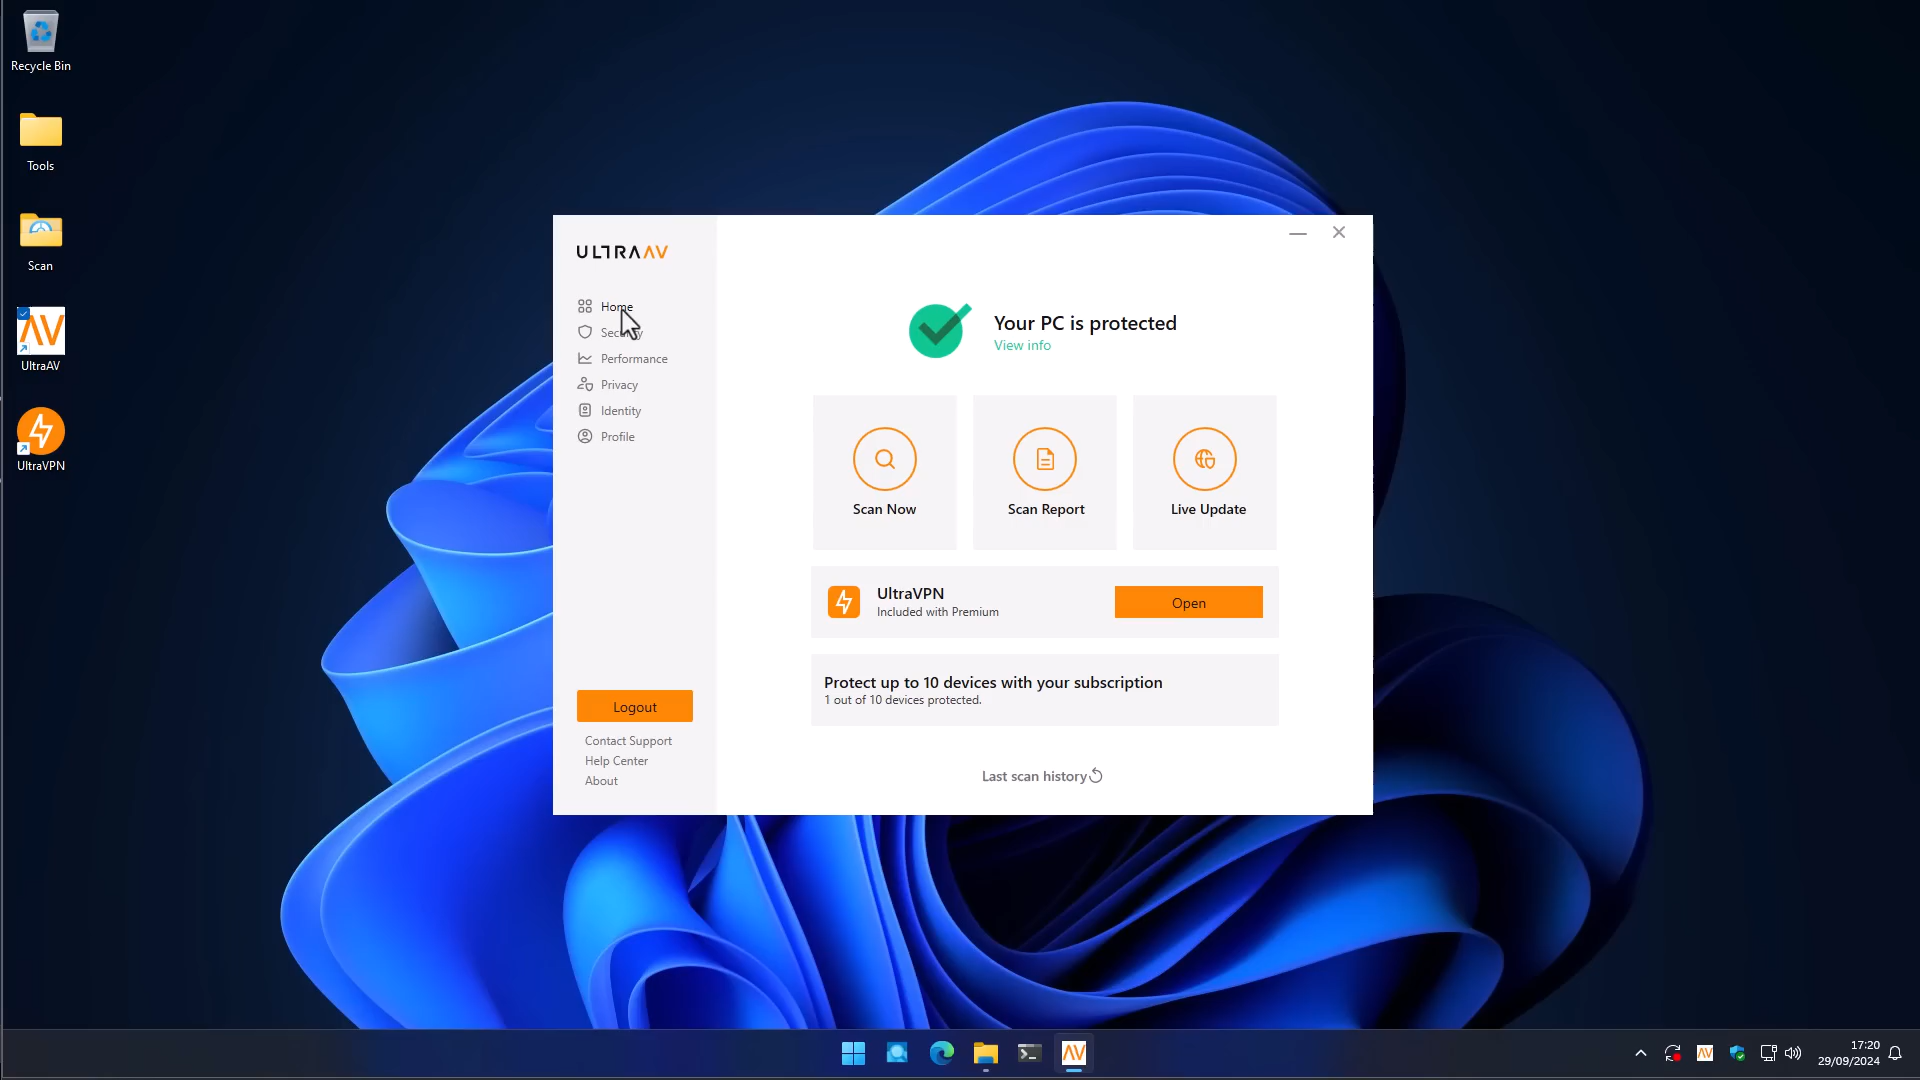 Recycle Bin
Tools
Scan
UltraAV
UltraVPN
ULTRAAV
Home
Security
Performance
Privacy
Identity
Profile
Logout
Contact Support
Help Center
About
Your PC is protected
View info
Scan Now
Scan Report
Live Update
UltraVPN
Included with Premium
Open
Protect up to 10 devices with your subscription
1 out of 10 devices protected.
Last scan history
17:20
29/09/2024